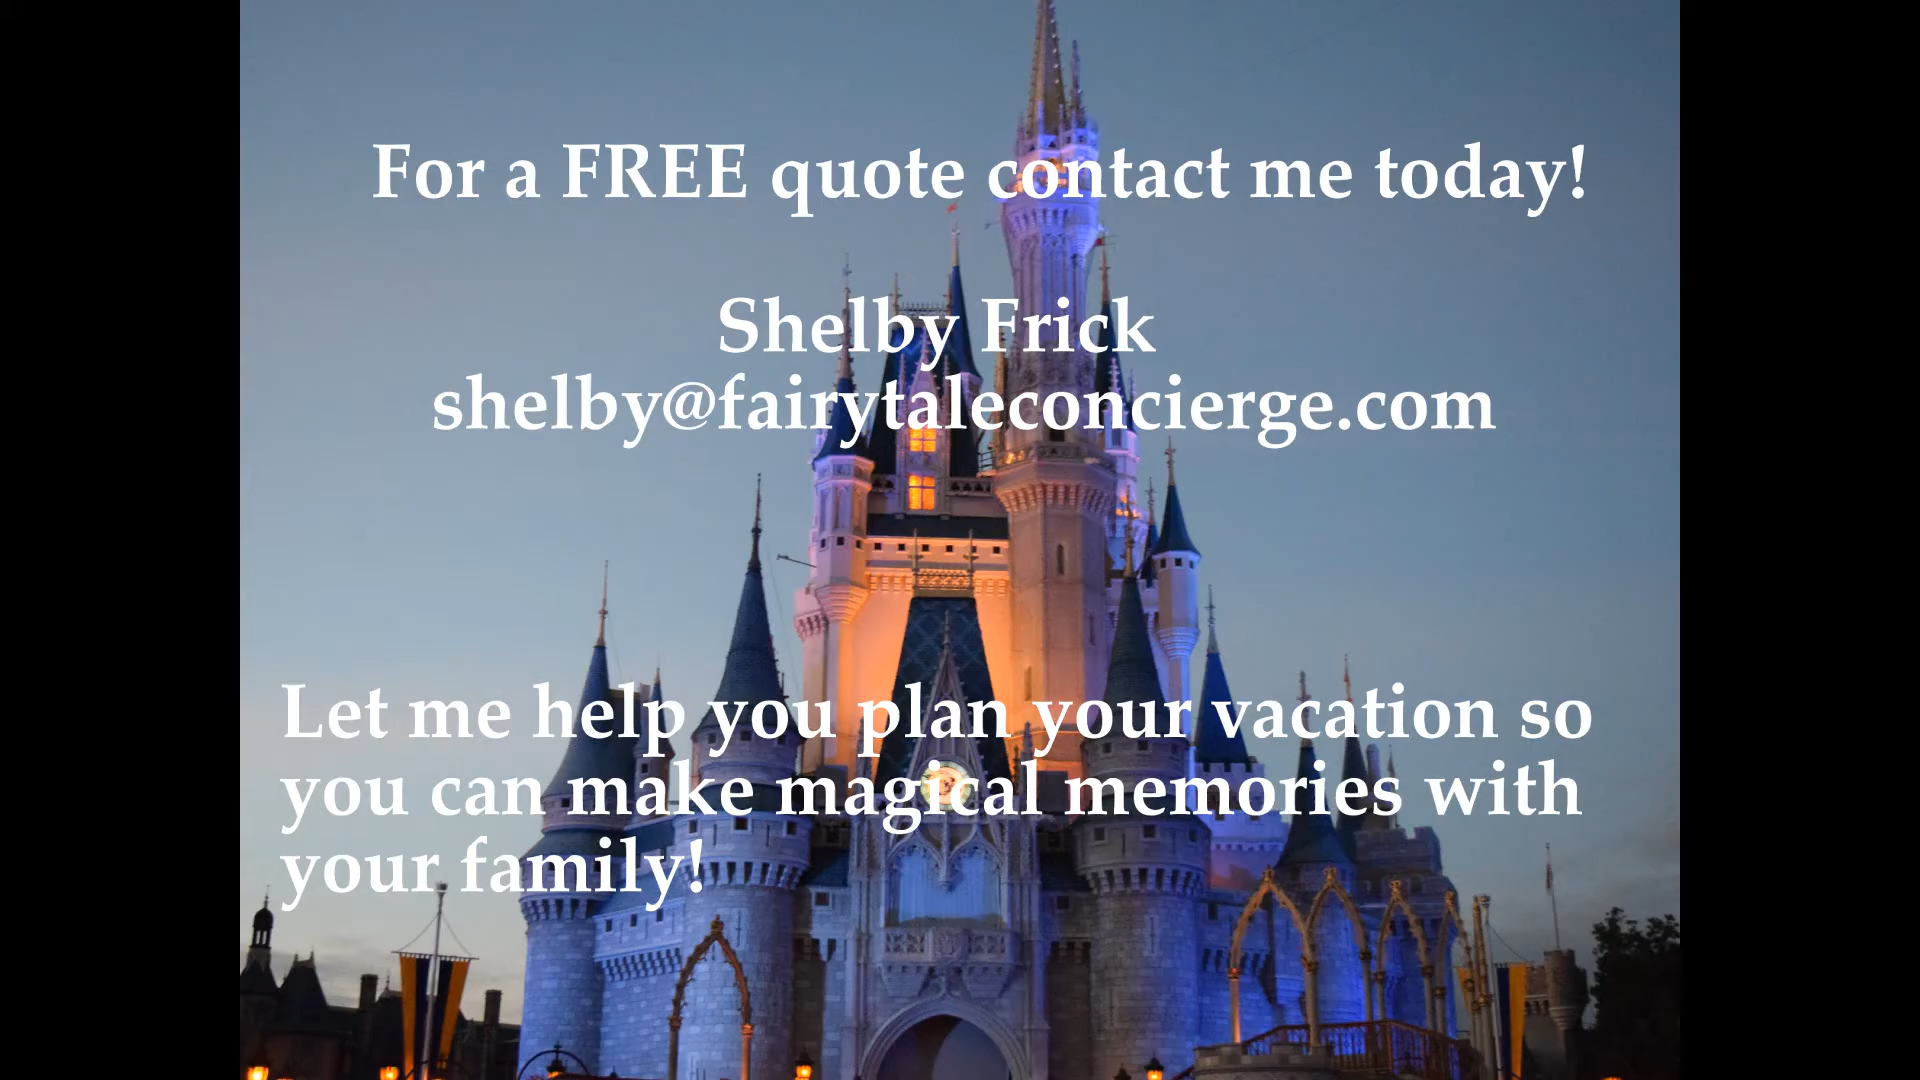 For a FREE quote contact me today!
Shelby Frick
shelby@fairytaleconcierge.com
Let me help you plan your vacation so
you can make magical memories with
your family!